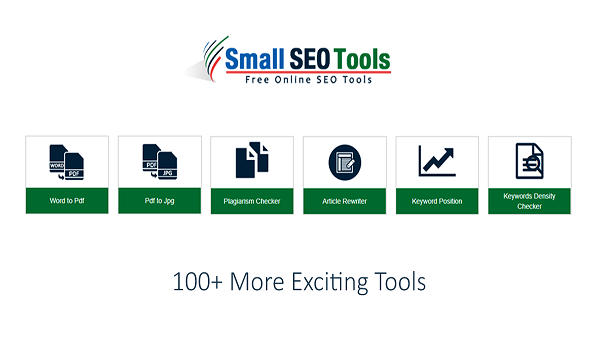 Small SEO Tools
Free Online SEO Tools
WORD
PDF
PDF
JPG
Word to Pdf
Pdf to Jpg
Plagiarism Checker
Article Rewriter
Keyword Position
Keywords Density
Checker
100+ More Exciting Tools